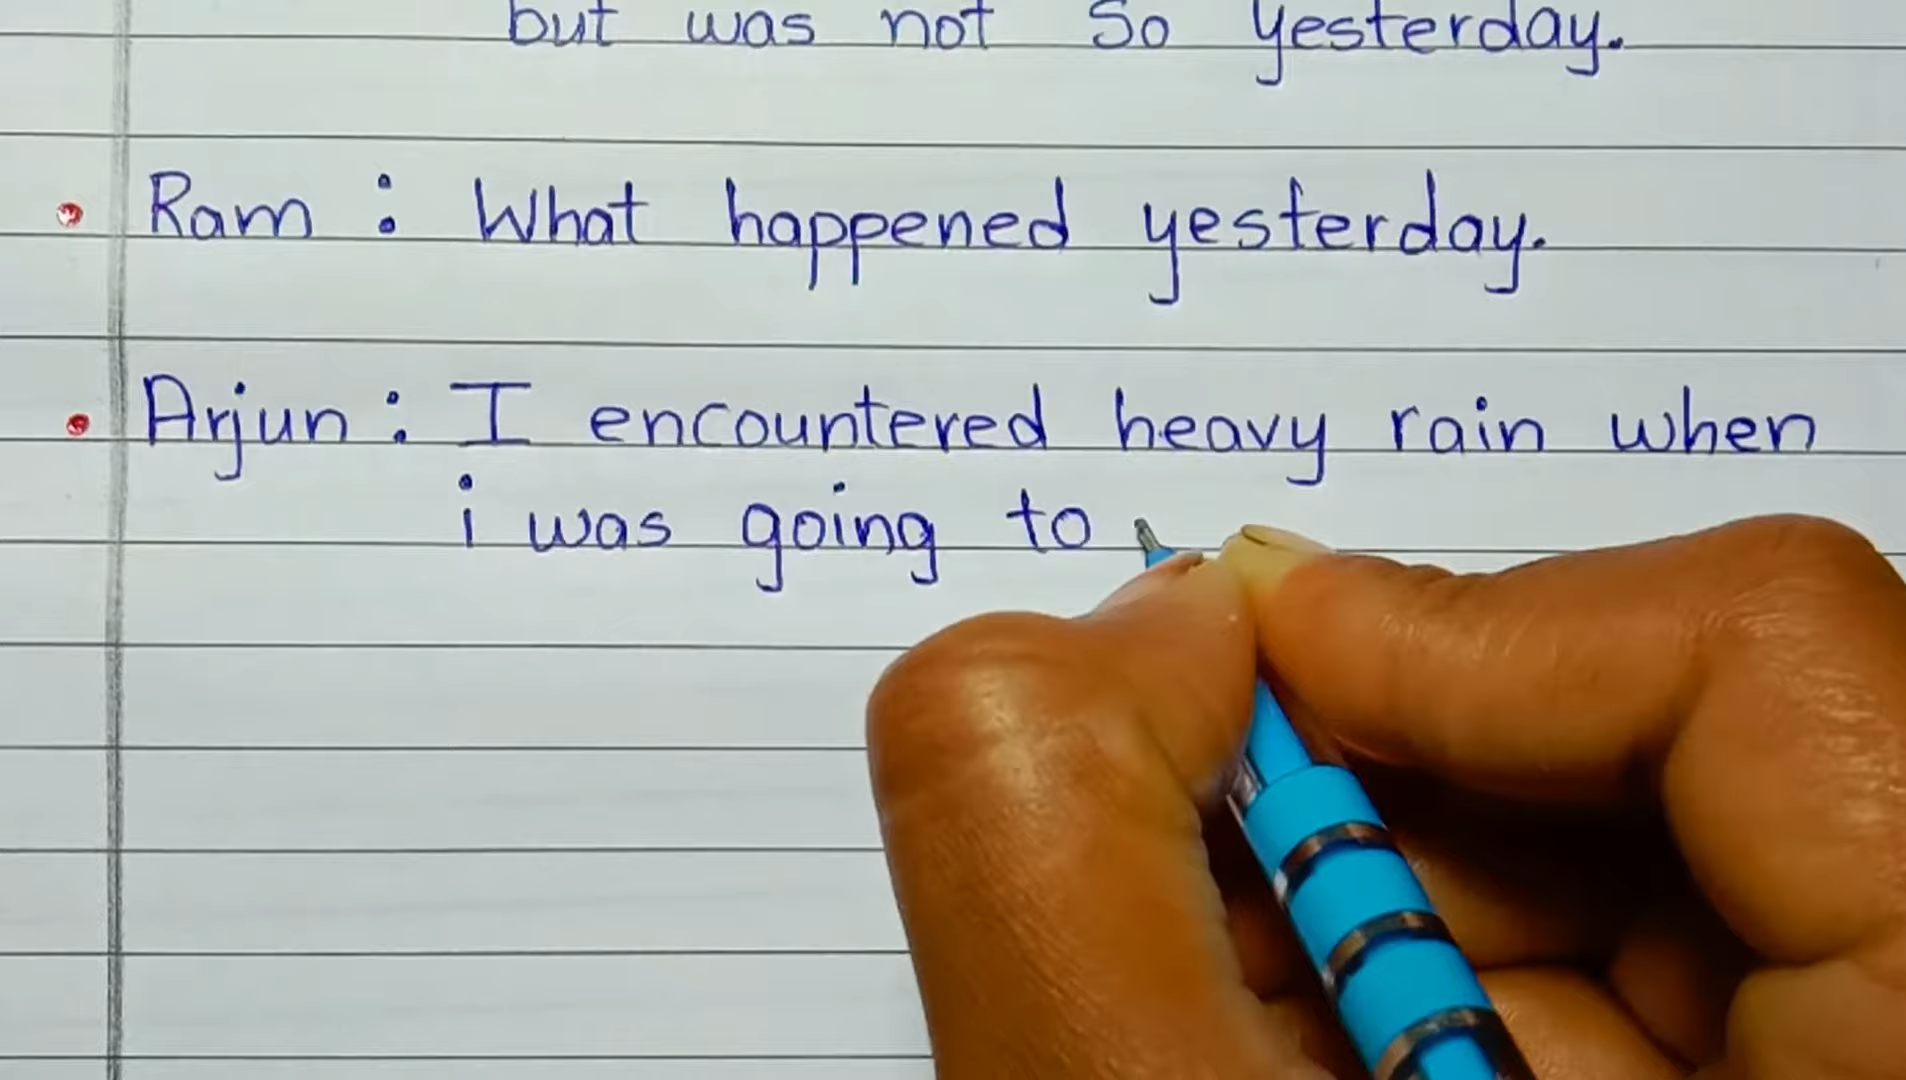 but was not so yesterday.
Ram : What happened yesterday.
Arjun : I encountered heavy rain when
i was going to